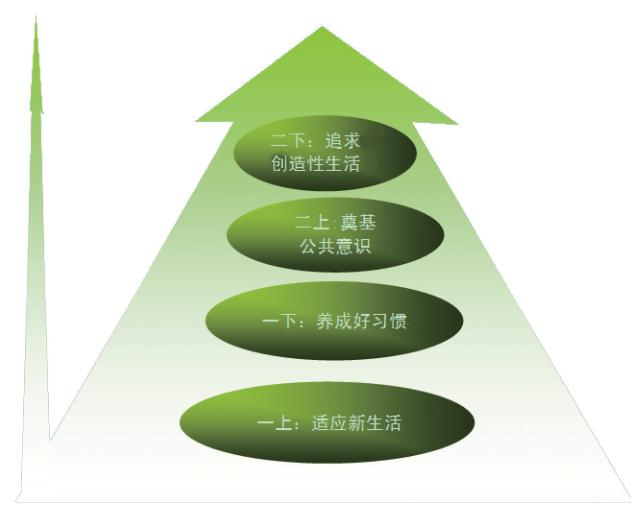 二下：追求
创造性生活
二上：奠基
公共意识
一下：养成好习惯
一上：适应新生活